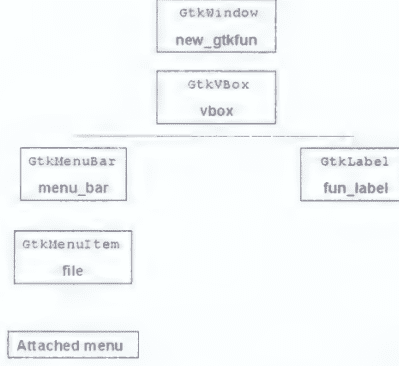 GtkWindow
new_gtkfun
GtkVBox
vbox
GtkMenuBar
menu_bar
GtkLabel
fun_label
GtkMenuItem
file
Attached menu